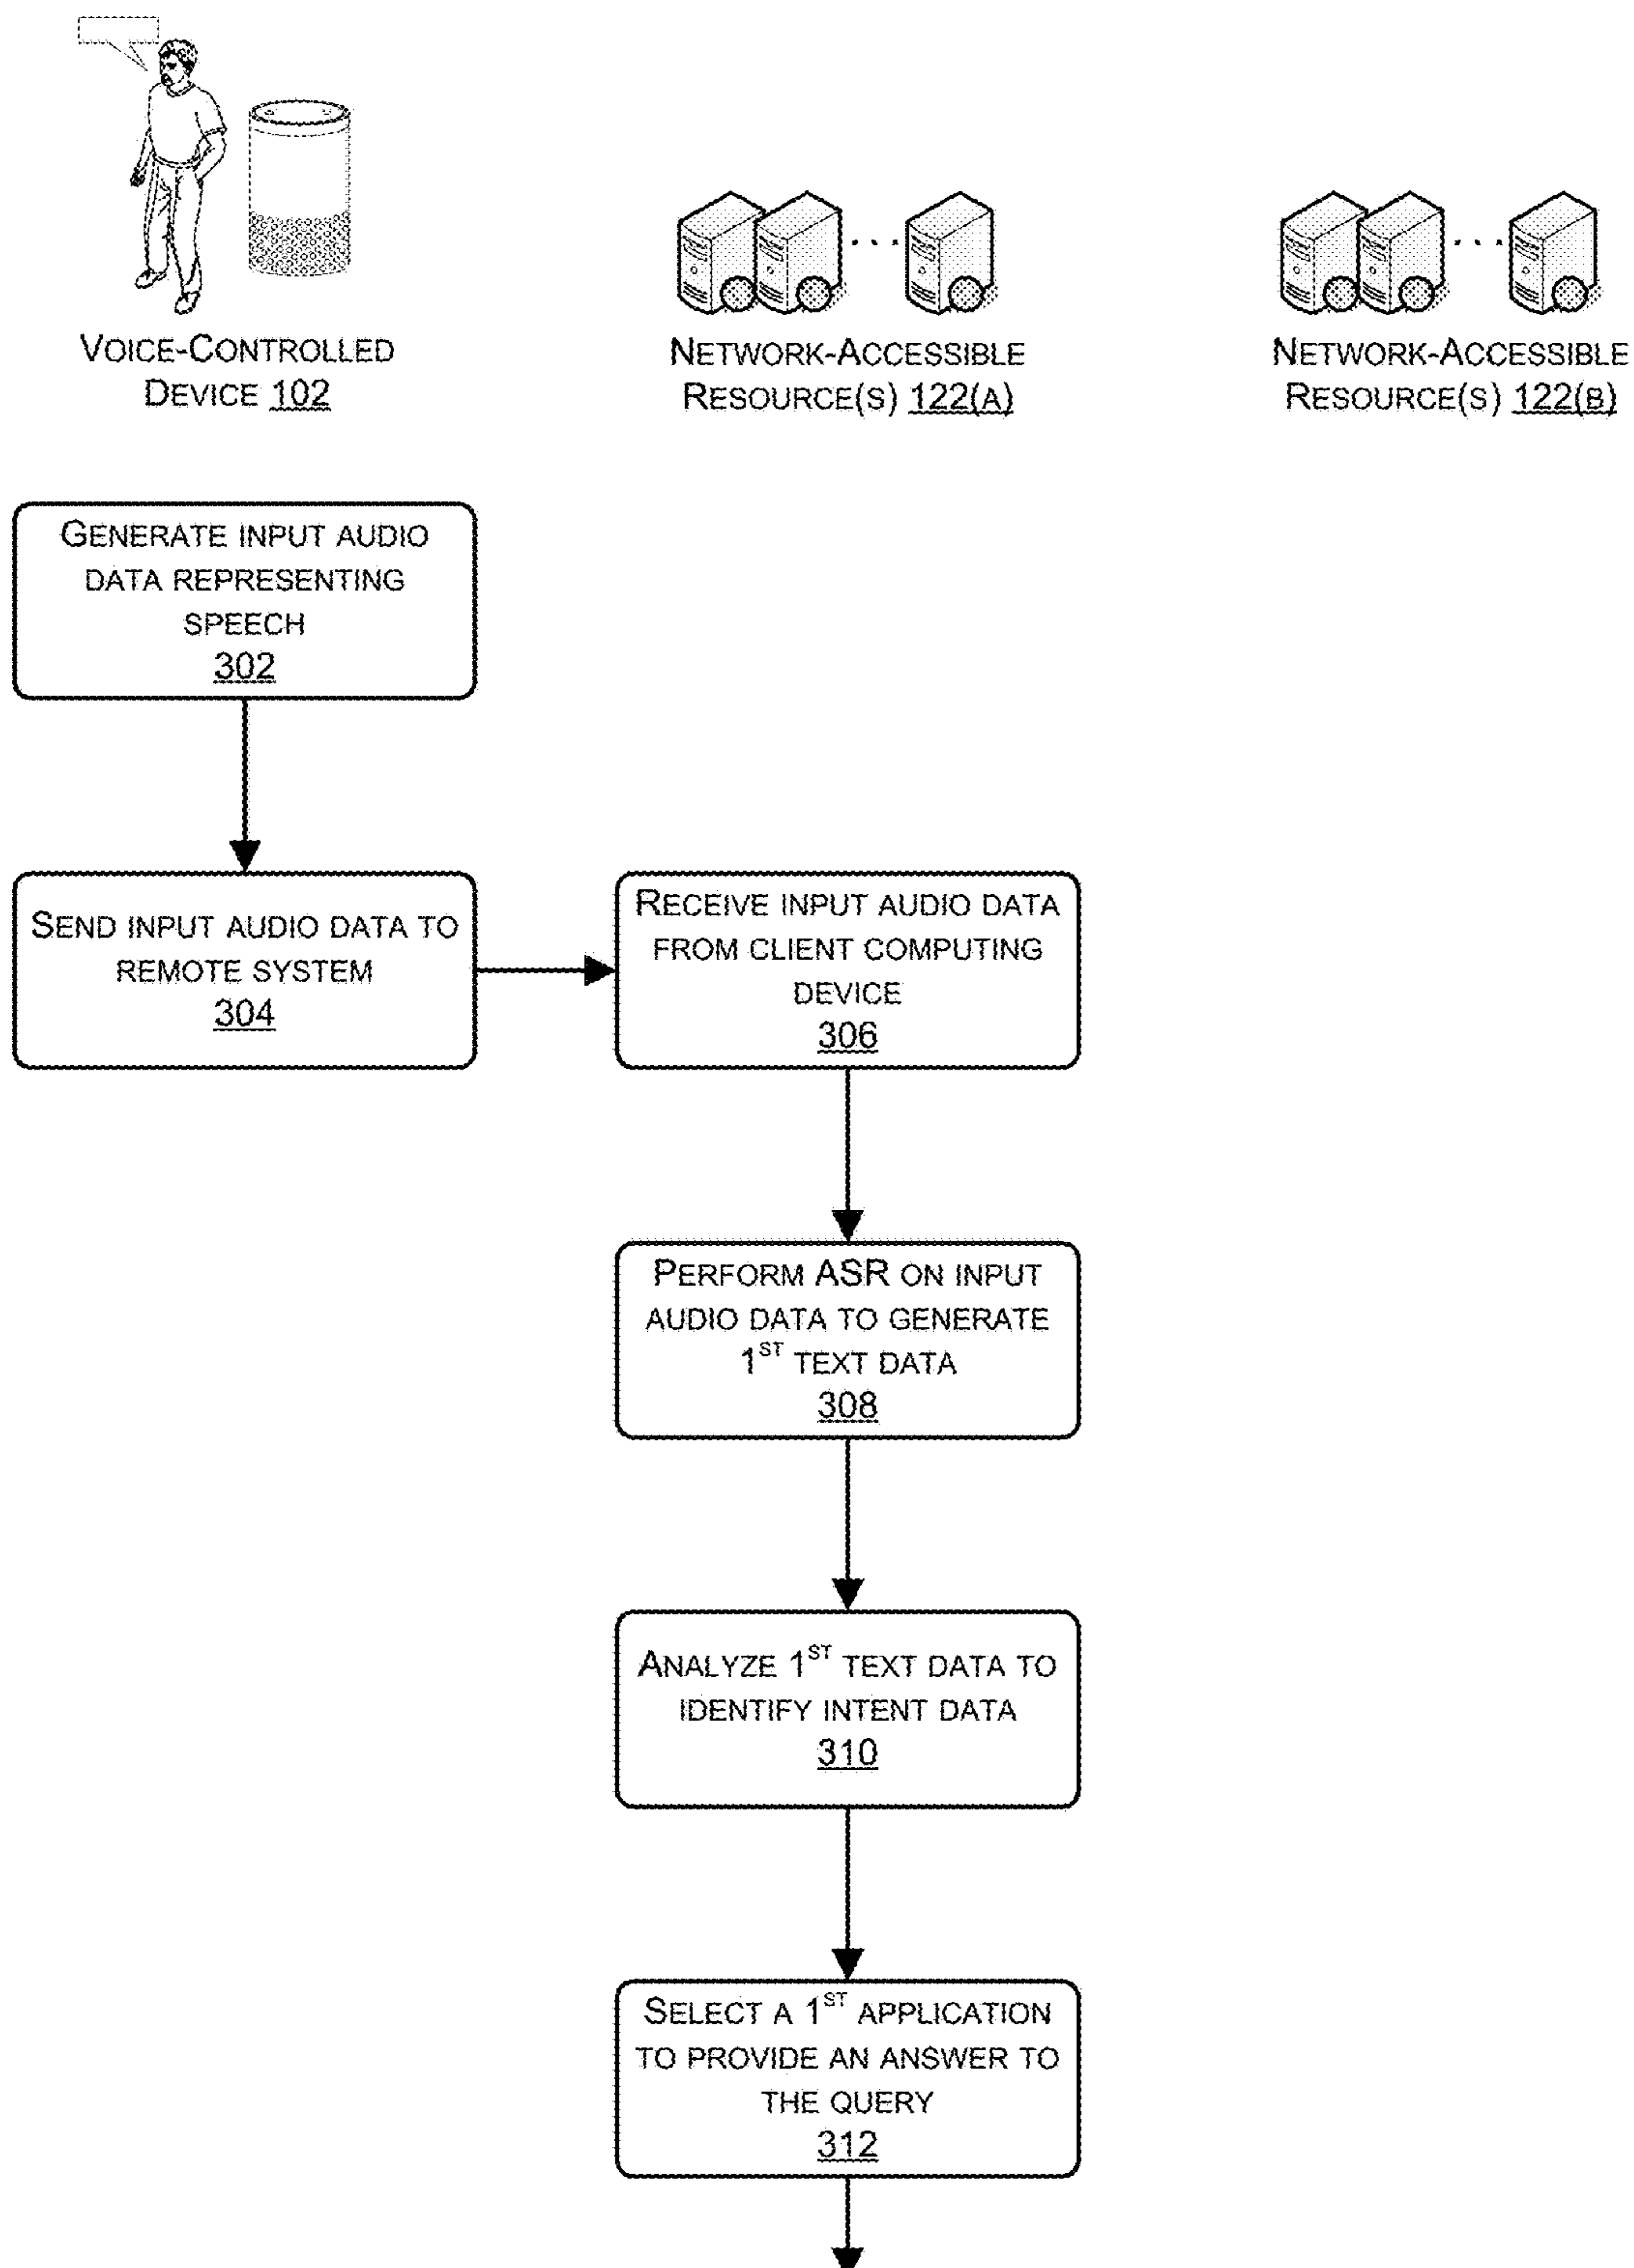 VOICE-CONTROLLED
DEVICE 102
NETWORK-ACCESSIBLE
RESOURCE(S) 122(A)
NETWORK-ACCESSIBLE
RESOURCE(S) 122(B)
GENERATE INPUT AUDIO
DATA REPRESENTING
SPEECH
302
SEND INPUT AUDIO DATA TO
REMOTE SYSTEM
304
RECEIVE INPUT AUDIO DATA
FROM CLIENT COMPUTING
DEVICE
306
PERFORM ASR ON INPUT
AUDIO DATA TO GENERATE
1ST TEXT DATA
308
ANALYZE 1ST TEXT DATA TO
IDENTIFY INTENT DATA
310
SELECT A 1ST APPLICATION
TO PROVIDE AN ANSWER TO
THE QUERY
312